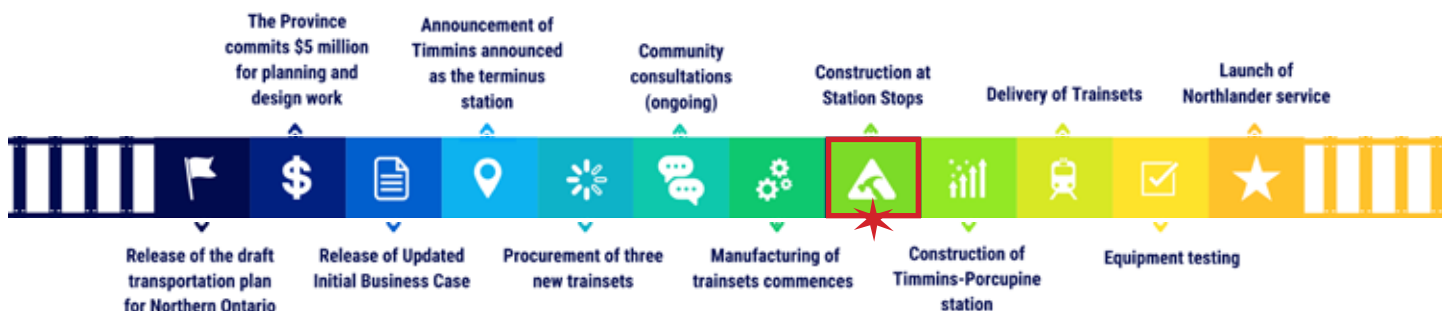 The Province
commits $5 million
for planning and
design work
Announcement of
Timmins announced
as the terminus
station
Community
consultations
(ongoing)
Construction at
Station Stops
Delivery of Trainsets
Launch of
Northlander service
$
Release of the draft
transportation plan
for Northern Ontario
Release of Updated
Initial Business Case
Procurement of three
new trainsets
Manufacturing of
trainsets commences
Construction of
Timmins-Porcupine
station
Equipment testing